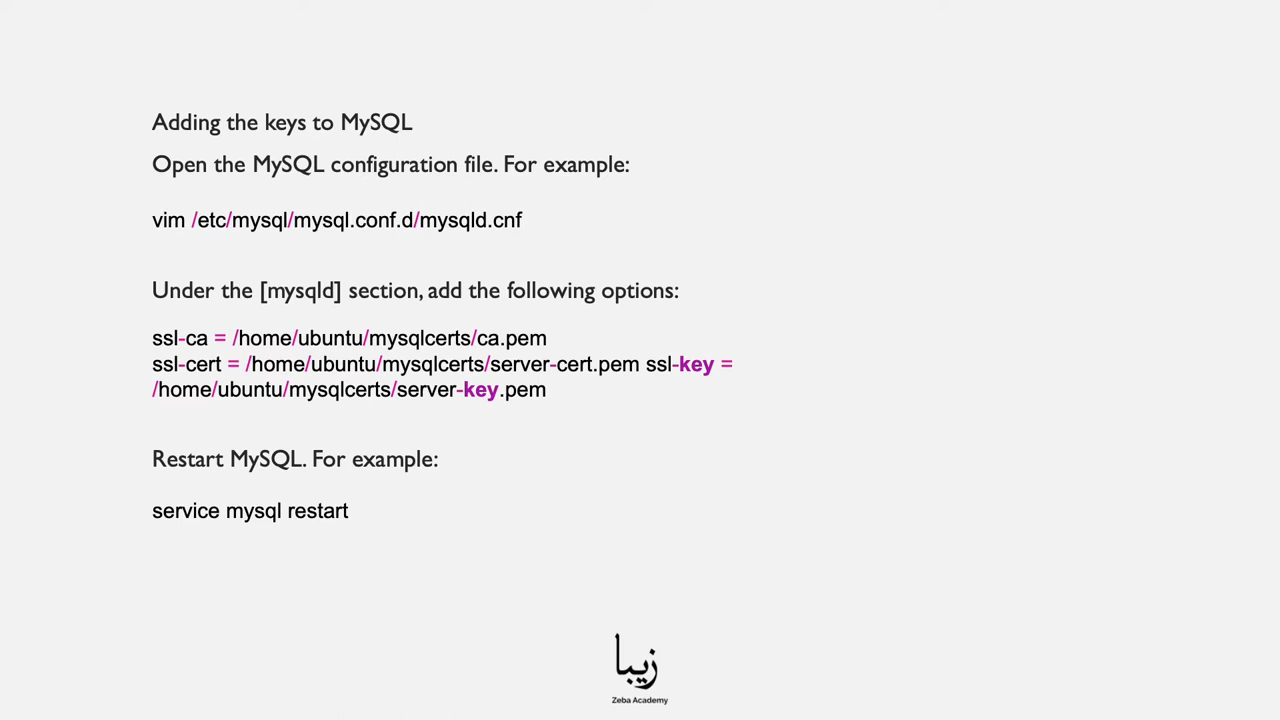 Adding the keys to MySQL
Open the MySQL configuration file. For example:
vim /etc/mysql/mysql.conf.d/mysqld.cnf
Under the [mysqld] section, add the following options:
ssl-ca = /home/ubuntu/mysqlcerts/ca.pem
ssl-cert = /home/ubuntu/mysqlcerts/server-cert.pem ssl-key =
/home/ubuntu/mysqlcerts/server-key.pem
Restart MySQL. For example:
service mysql restart
زیبا
Zeba Academy